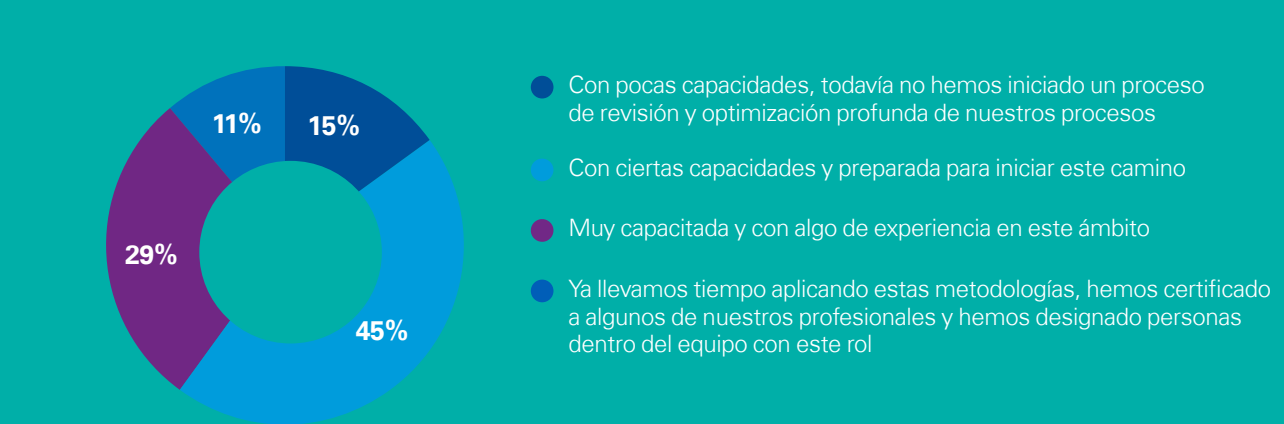 11%
15%
29%
45%
Con pocas capacidades, todavía no hemos iniciado un proceso
de revisión y optimización profunda de nuestros procesos
Con ciertas capacidades y preparada para iniciar este camino
Muy capacitada y con algo de experiencia en este ámbito
Ya llevamos tiempo aplicando estas metodologías, hemos certificado
a algunos de nuestros profesionales y hemos designado personas
dentro del equipo con este rol